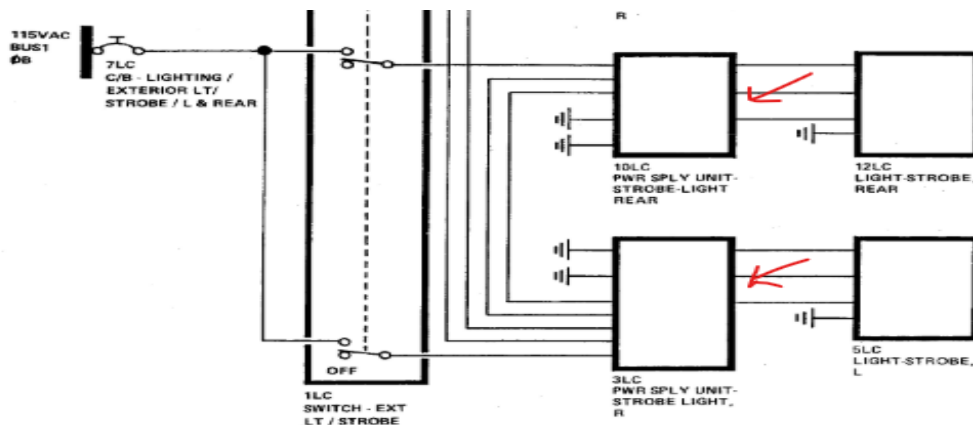 R
115VAC
BUS1
ØB
7LC
C/B - LIGHTING /
EXTERIOR LT/
STROBE / L & REAR
10LC
PWR SPLY UNIT-
STROBE-LIGHT
REAR
12LC
LIGHT-STROBE,
REAR
OFF
1LC
SWITCH - EXT
LT / STROBE
3LC
PWR SPLY UNIT-
STROBE LIGHT,
R
5LC
LIGHT-STROBE,
L